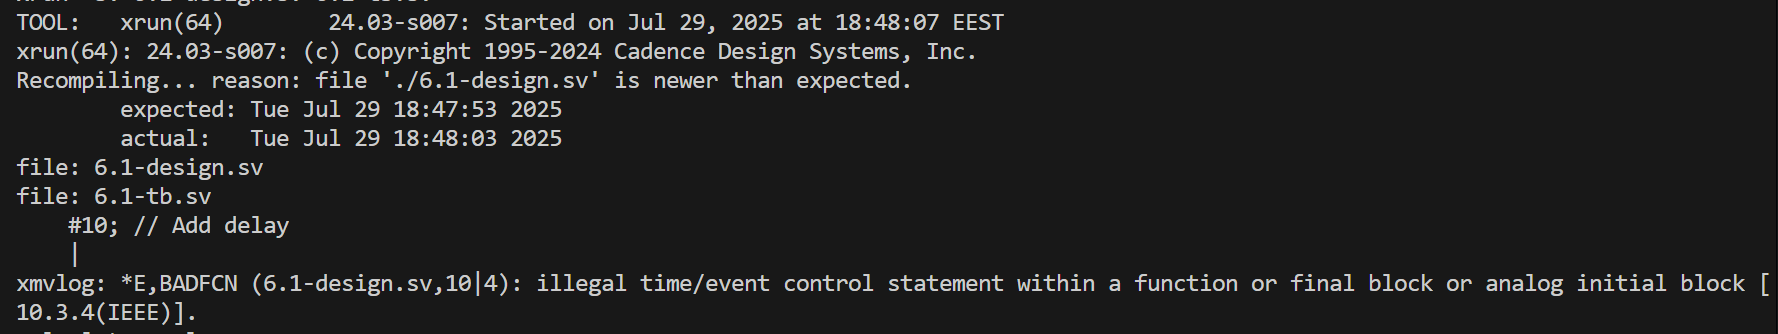 TOOL:   xrun(64)        24.03-s007: Started on Jul 29, 2025 at 18:48:07 EEST
xrun(64): 24.03-s007: (c) Copyright 1995-2024 Cadence Design Systems, Inc.
Recompiling... reason: file './6.1-design.sv' is newer than expected.
        expected: Tue Jul 29 18:47:53 2025
        actual:   Tue Jul 29 18:48:03 2025
file: 6.1-design.sv
file: 6.1-tb.sv
    #10; // Add delay
    |
xmvlog: *E,BADFCN (6.1-design.sv,10|4): illegal time/event control statement within a function or final block or analog initial block [
10.3.4(IEEE)].